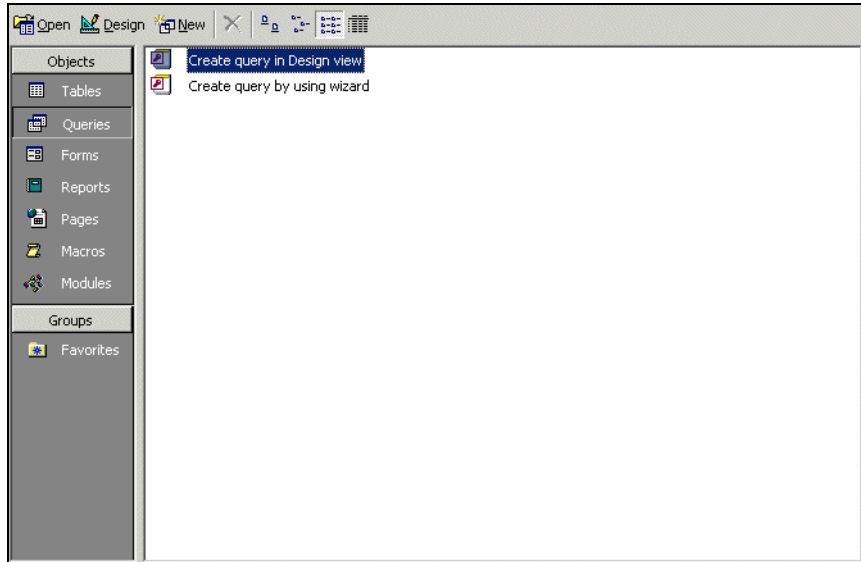 Open Design New
Objects
Create query in Design view
Tables
Create query by using wizard
Queries
Forms
Reports
Pages
Macros
Modules
Groups
Favorites